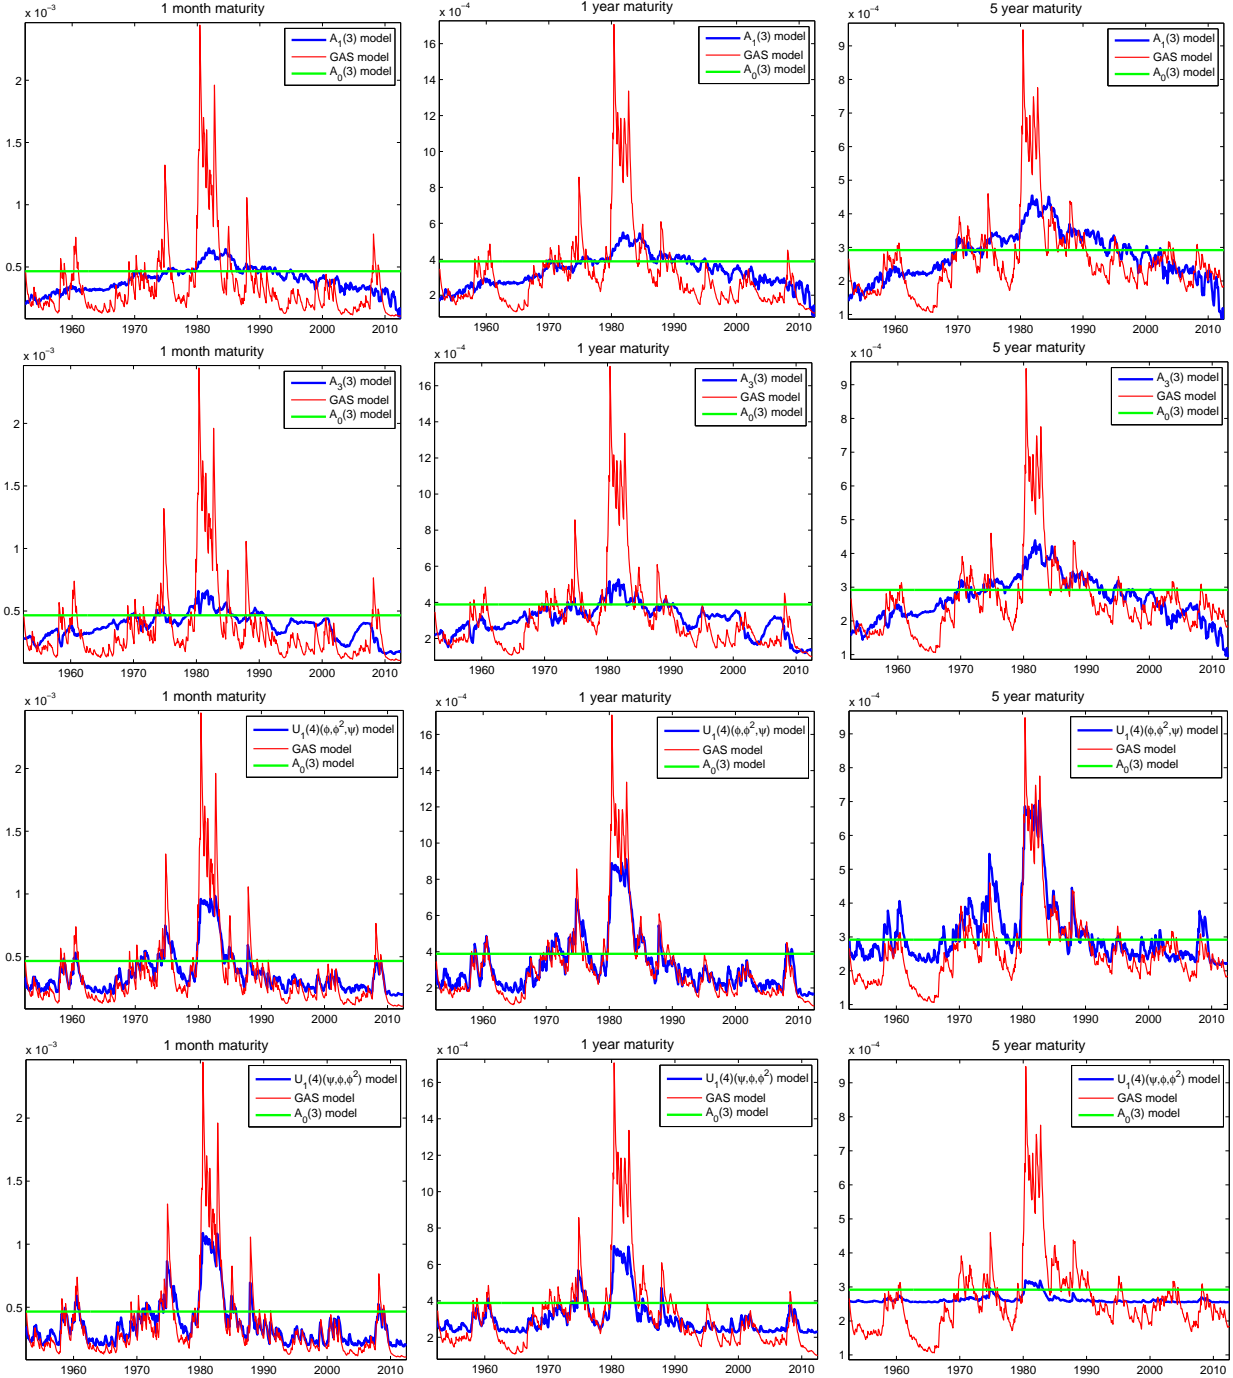 1 month maturity
x 10⁻³
2
1.5
1
0.5
1960 1970 1980 1990 2000 2010
A₁(3) model
GAS model
A₀(3) model
1 year maturity
x 10⁻⁴
16
14
12
10
8
6
4
2
1960 1970 1980 1990 2000 2010
A₁(3) model
GAS model
A₀(3) model
5 year maturity
x 10⁻⁴
9
8
7
6
5
4
3
2
1
1960 1970 1980 1990 2000 2010
A₁(3) model
GAS model
A₀(3) model
1 month maturity
x 10⁻³
2
1.5
1
0.5
1960 1970 1980 1990 2000 2010
A₃(3) model
GAS model
A₀(3) model
1 year maturity
x 10⁻⁴
16
14
12
10
8
6
4
2
1960 1970 1980 1990 2000 2010
A₃(3) model
GAS model
A₀(3) model
5 year maturity
x 10⁻⁴
9
8
7
6
5
4
3
2
1
1960 1970 1980 1990 2000 2010
A₃(3) model
GAS model
A₀(3) model
1 month maturity
x 10⁻³
2
1.5
1
0.5
1960 1970 1980 1990 2000 2010
U₁(4)(ϕ,ϕ²,ψ) model
GAS model
A₀(3) model
1 year maturity
x 10⁻⁴
16
14
12
10
8
6
4
2
1960 1970 1980 1990 2000 2010
U₁(4)(ϕ,ϕ²,ψ) model
GAS model
A₀(3) model
5 year maturity
x 10⁻⁴
9
8
7
6
5
4
3
2
1
1960 1970 1980 1990 2000 2010
U₁(4)(ϕ,ϕ²,ψ) model
GAS model
A₀(3) model
1 month maturity
x 10⁻³
2
1.5
1
0.5
1960 1970 1980 1990 2000 2010
U₁(4)(ψ,ϕ,ϕ²) model
GAS model
A₀(3) model
1 year maturity
x 10⁻⁴
16
14
12
10
8
6
4
2
1960 1970 1980 1990 2000 2010
U₁(4)(ψ,ϕ,ϕ²) model
GAS model
A₀(3) model
5 year maturity
x 10⁻⁴
9
8
7
6
5
4
3
2
1
1960 1970 1980 1990 2000 2010
U₁(4)(ψ,ϕ,ϕ²) model
GAS model
A₀(3) model